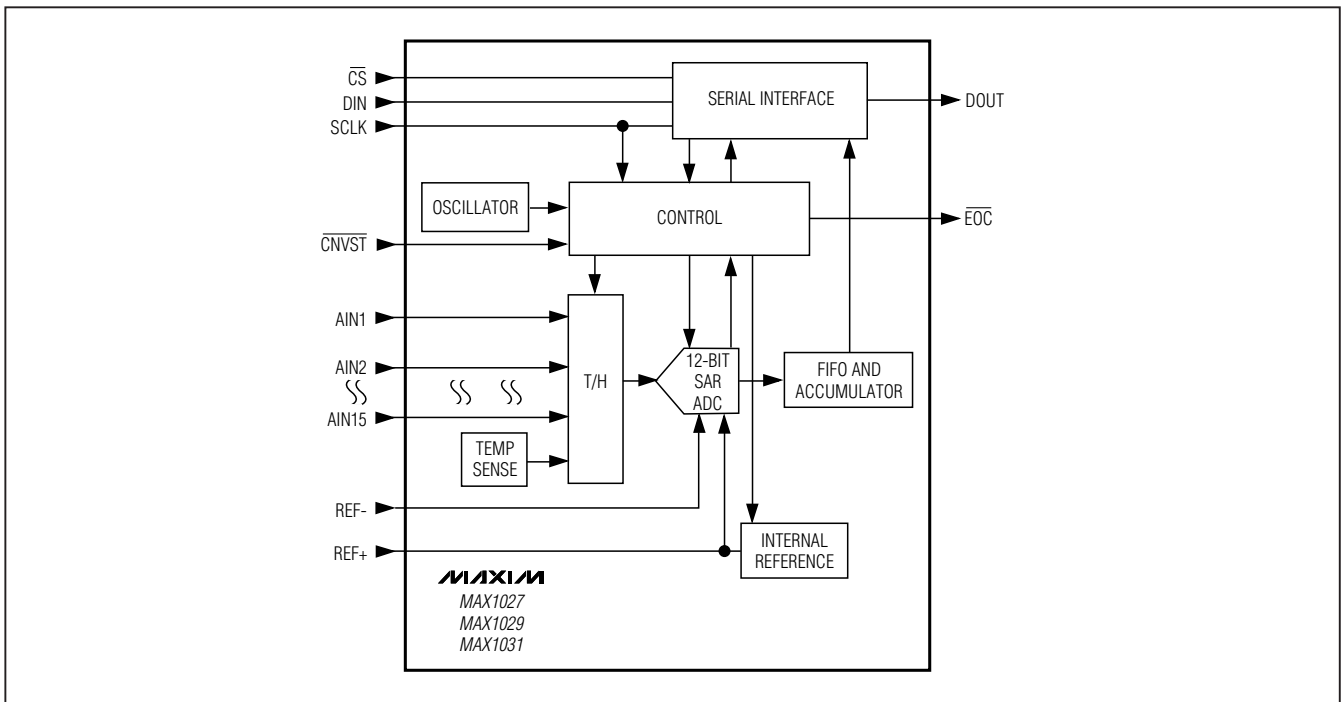 CS
DIN
SCLK
SERIAL INTERFACE
DOUT
OSCILLATOR
CONTROL
EOC
CNVST
AIN1
AIN2
AIN15
T/H
12-BIT
SAR
ADC
FIFO AND
ACCUMULATOR
TEMP
SENSE
REF-
REF+
INTERNAL
REFERENCE
MAXIM
MAX1027
MAX1029
MAX1031